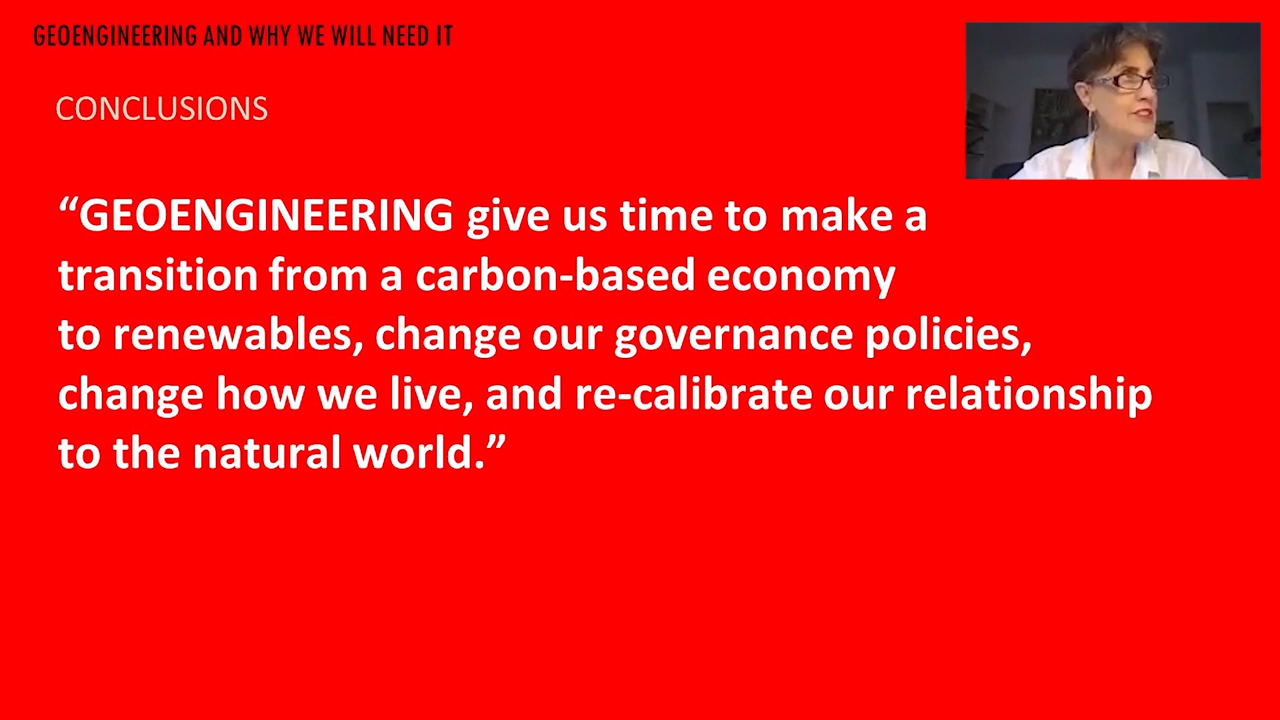 GEOENGINEERING AND WHY WE WILL NEED IT
CONCLUSIONS
“GEOENGINEERING give us time to make a
transition from a carbon-based economy
to renewables, change our governance policies,
change how we live, and re-calibrate our relationship
to the natural world.”